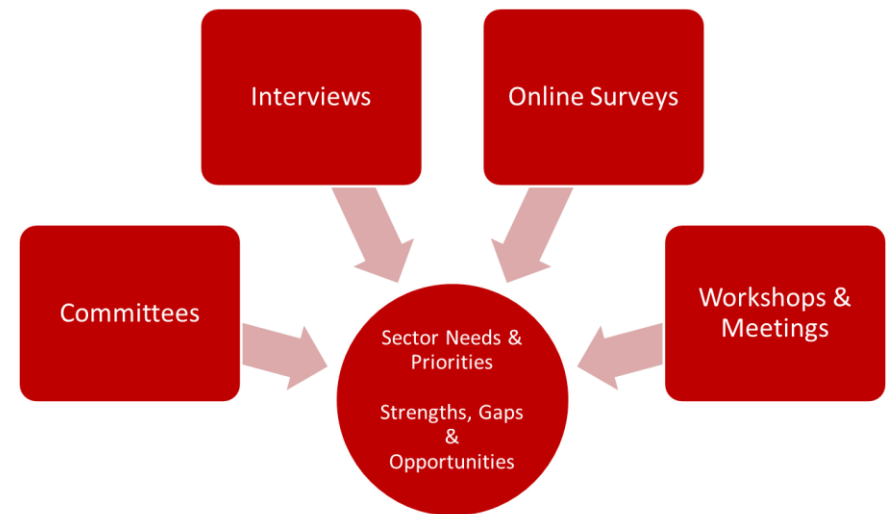 Interviews
Online Surveys
Committees
Workshops &
Meetings
Sector Needs &
Priorities
Strengths, Gaps
&
Opportunities